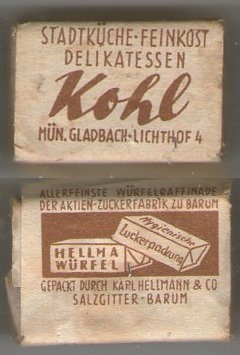 STADTKÜCHE · FEINKOST
DELIKATESSEN
Kohl
MÜN. GLADBACH · LICHTHOF 4
ALLERFEINSTE WÜRFELRAFFINADE
DER AKTIEN-ZUCKERFABRIK ZU BARUM
Hygienische
Zuckerpackung
HELLMA
WÜRFEL
GEPACKT DURCH KARL HELLMANN & CO
SALZGITTER - BARUM